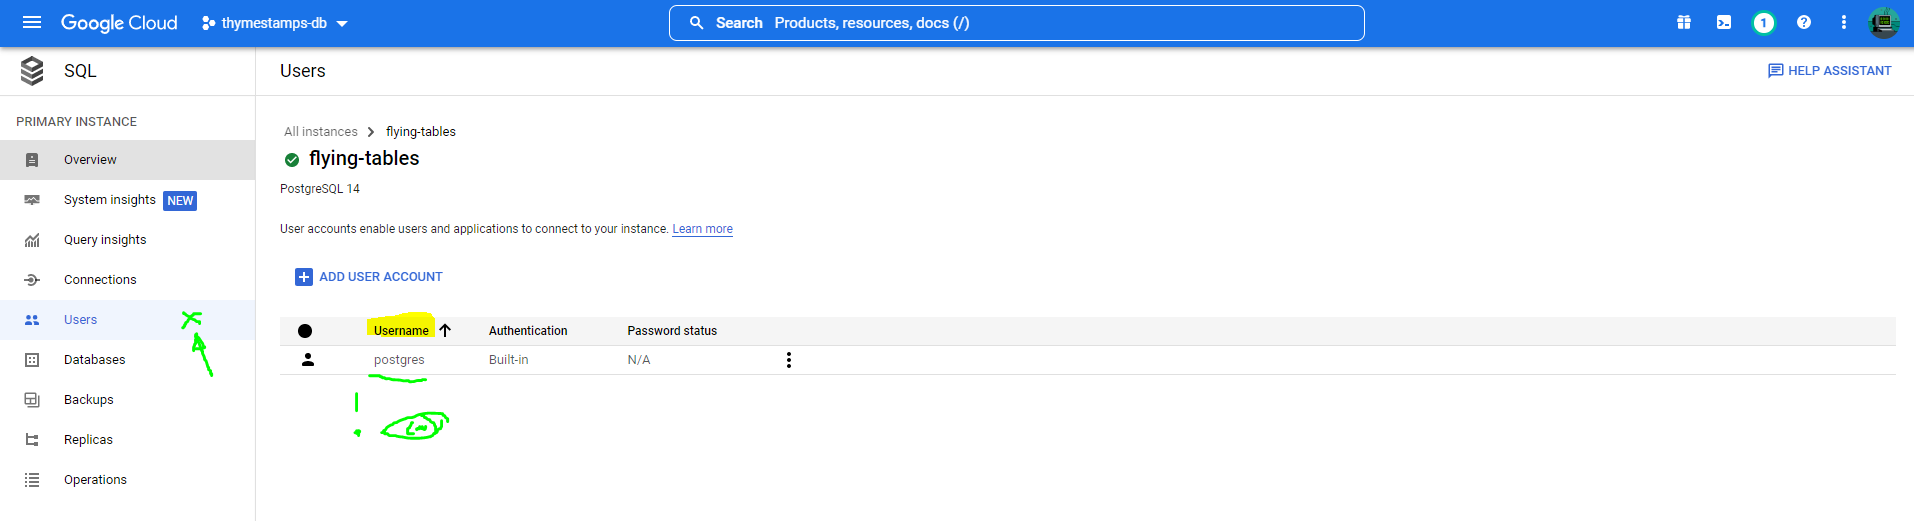 Google Cloud thymestamps-db Search Products, resources, docs (/) 1 ?
SQL
Users
HELP ASSISTANT
PRIMARY INSTANCE
Overview
System insights NEW
Query insights
Connections
Users
Databases
Backups
Replicas
Operations
All instances > flying-tables
flying-tables
PostgreSQL 14
User accounts enable users and applications to connect to your instance. Learn more
+ ADD USER ACCOUNT
Username ↑ Authentication Password status
postgres Built-in N/A
!